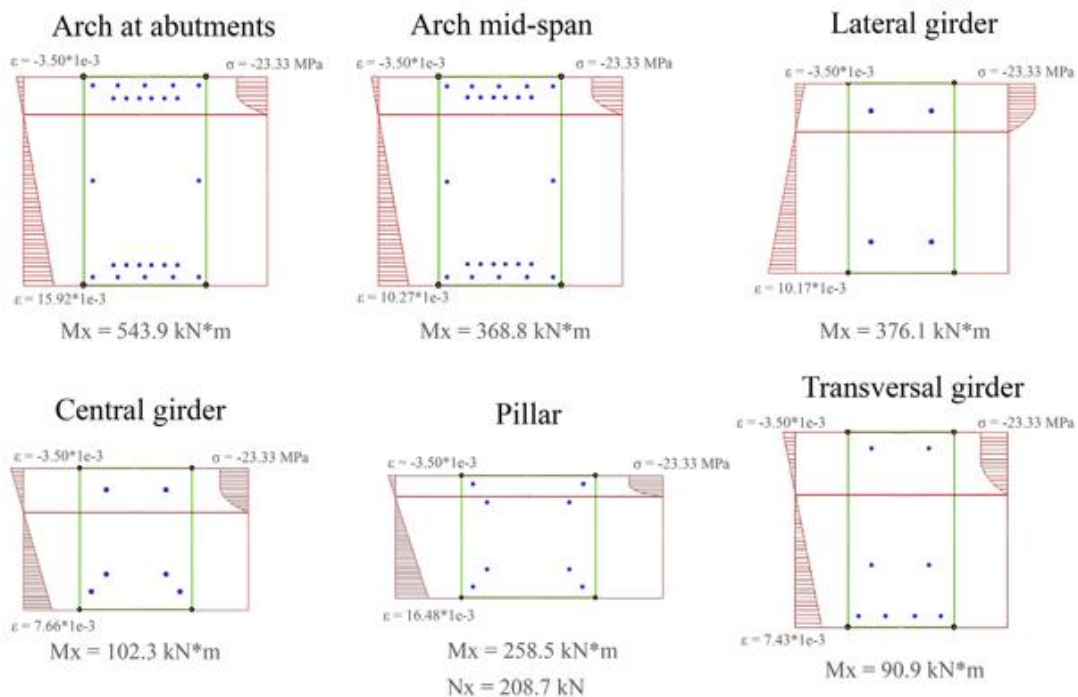 Arch at abutments
ε = -3.50*1e-3
σ = -23.33 MPa
ε = 15.92*1e-3
Mx = 543.9 kN*m
Arch mid-span
ε = -3.50*1e-3
σ = -23.33 MPa
ε = 10.27*1e-3
Mx = 368.8 kN*m
Lateral girder
ε = -3.50*1e-3
σ = -23.33 MPa
ε = 10.17*1e-3
Mx = 376.1 kN*m
Central girder
ε = -3.50*1e-3
σ = -23.33 MPa
ε = 7.66*1e-3
Mx = 102.3 kN*m
Pillar
ε = -3.50*1e-3
σ = -23.33 MPa
ε = 16.48*1e-3
Mx = 258.5 kN*m
Nx = 208.7 kN
Transversal girder
ε = -3.50*1e-3
σ = -23.33 MPa
ε = 7.43*1e-3
Mx = 90.9 kN*m